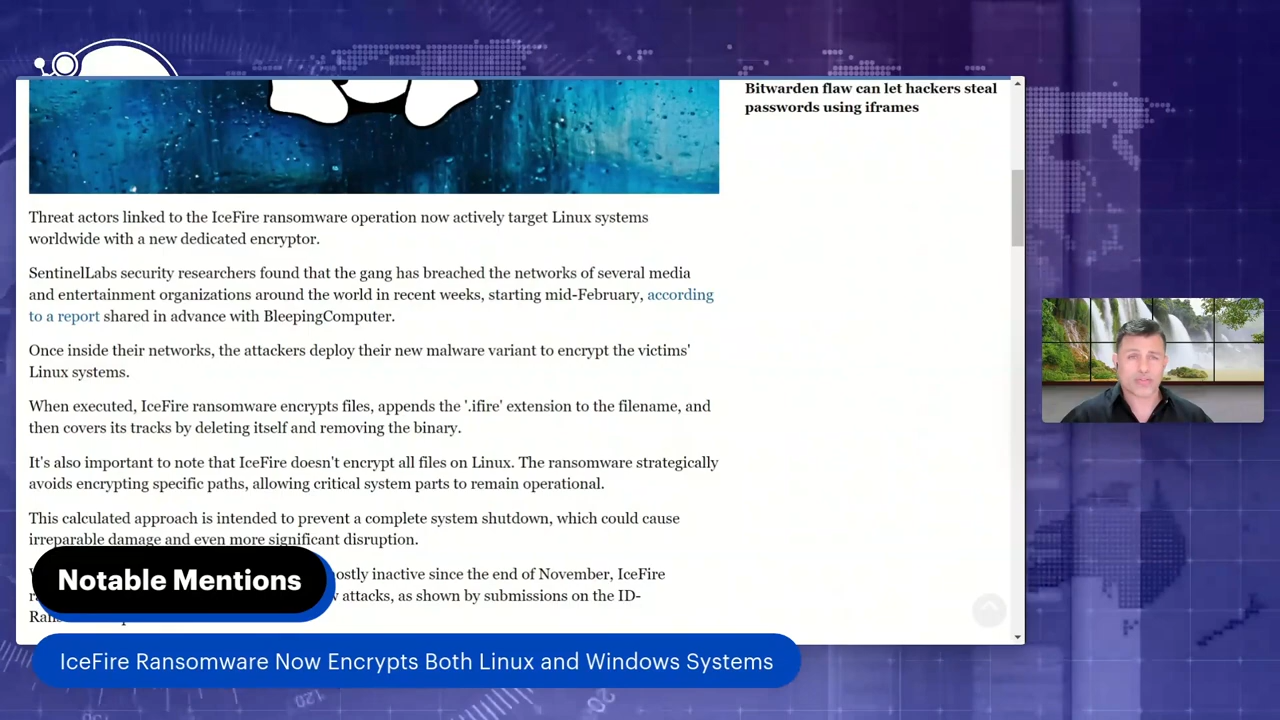 Bitwarden flaw can let hackers steal
passwords using iframes
Threat actors linked to the IceFire ransomware operation now actively target Linux systems
worldwide with a new dedicated encryptor.
SentinelLabs security researchers found that the gang has breached the networks of several media
and entertainment organizations around the world in recent weeks, starting mid-February, according
to a report shared in advance with BleepingComputer.
Once inside their networks, the attackers deploy their new malware variant to encrypt the victims'
Linux systems.
When executed, IceFire ransomware encrypts files, appends the '.ifire' extension to the filename, and
then covers its tracks by deleting itself and removing the binary.
It's also important to note that IceFire doesn't encrypt all files on Linux. The ransomware strategically
avoids encrypting specific paths, allowing critical system parts to remain operational.
This calculated approach is intended to prevent a complete system shutdown, which could cause
irreparable damage and even more significant disruption.
inactive since the end of November, IceFire
attacks, as shown by submissions on the ID-
Notable Mentions
IceFire Ransomware Now Encrypts Both Linux and Windows Systems